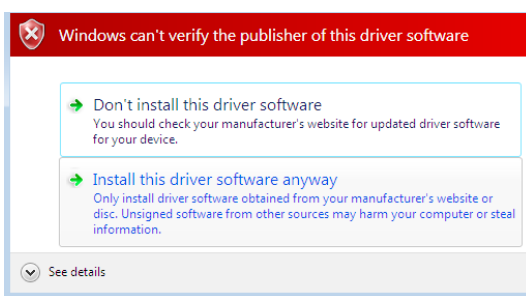 Windows can't verify the publisher of this driver software
Don't install this driver software
You should check your manufacturer's website for updated driver software
for your device.
Install this driver software anyway
Only install driver software obtained from your manufacturer's website or
disc. Unsigned software from other sources may harm your computer or steal
information.
See details